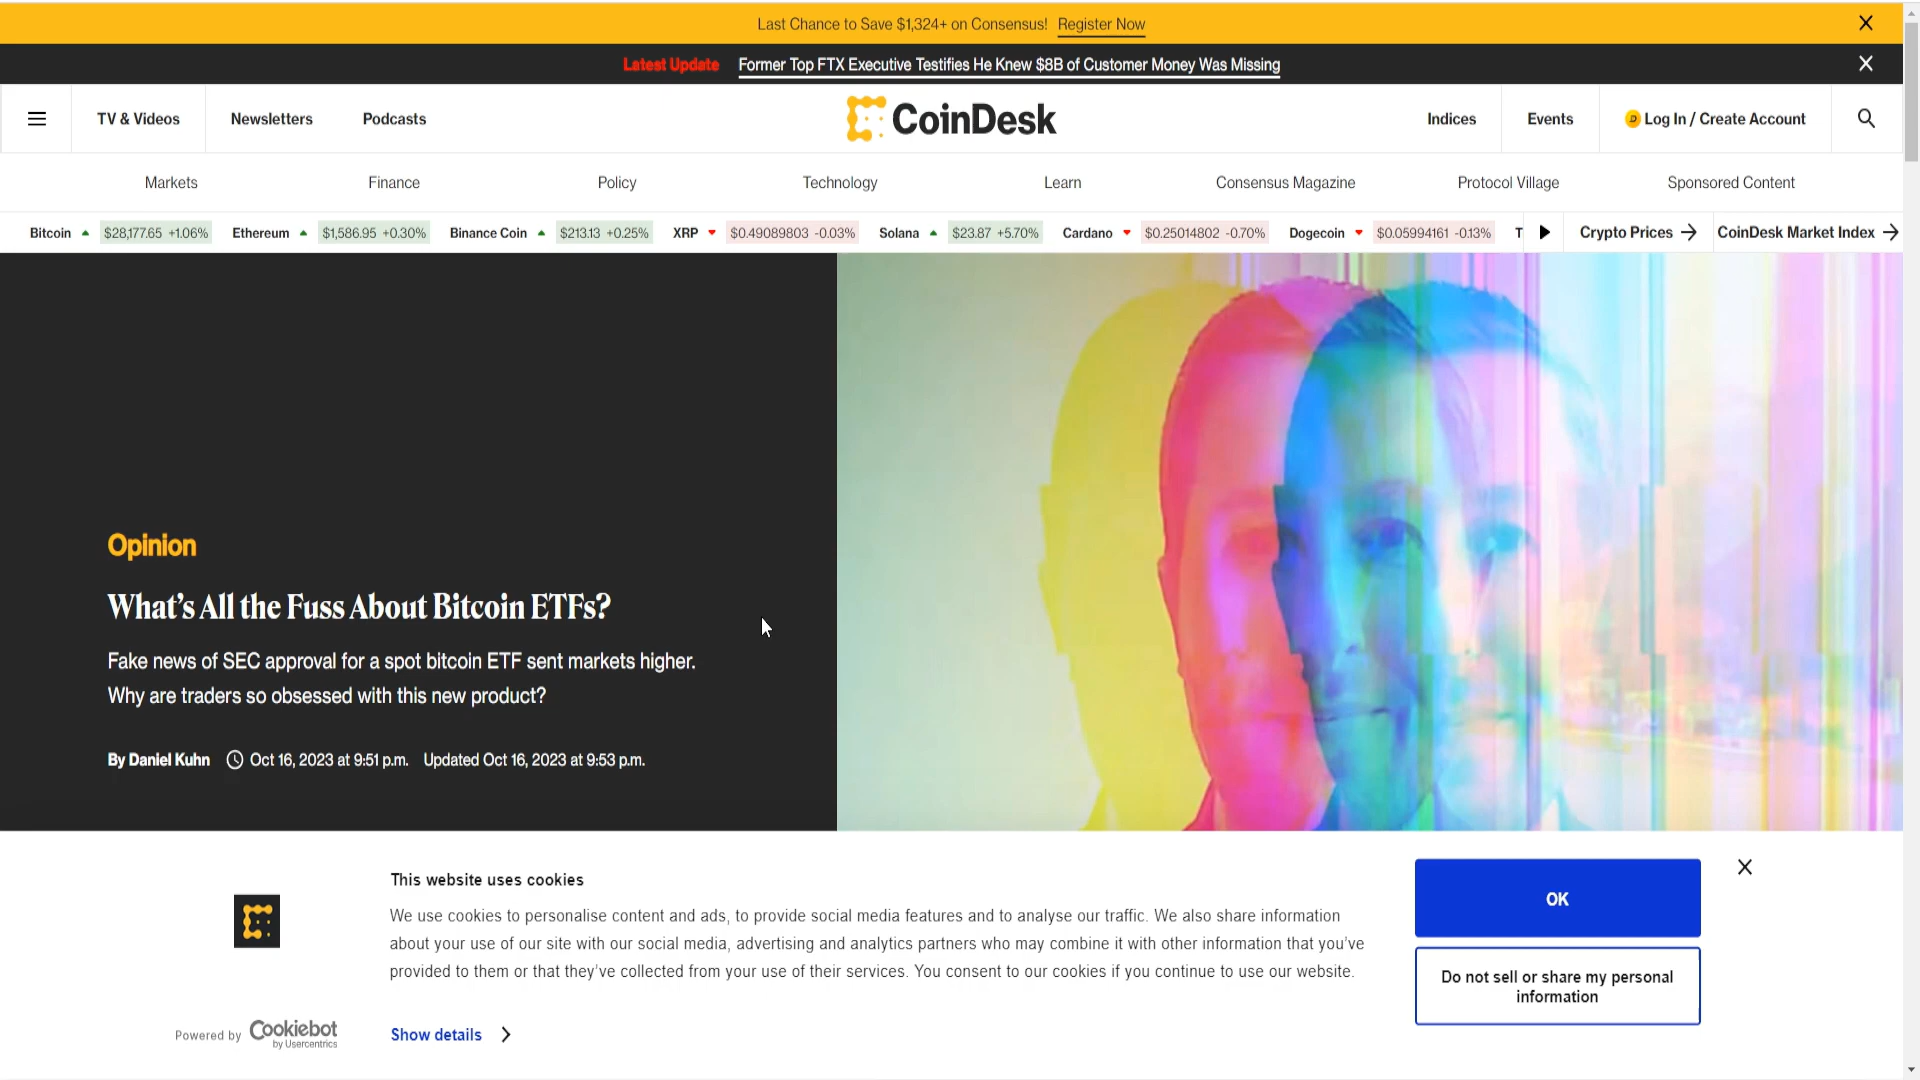 Last Chance to Save $1,324+ on Consensus! Register Now
Latest Update Former Top FTX Executive Testifies He Knew $8B of Customer Money Was Missing
TV & Videos Newsletters Podcasts CoinDesk Indices Events Log In / Create Account
Markets Finance Policy Technology Learn Consensus Magazine Protocol Village Sponsored Content
Bitcoin $28,177.65 +1.06% Ethereum $1,586.95 +0.30% Binance Coin $213.13 +0.25% XRP $0.49089803 -0.03% Solana $23.87 +5.70% Cardano $0.25014802 -0.70% Dogecoin $0.05994161 -0.13% T Crypto Prices CoinDesk Market Index
Opinion
What's All the Fuss About Bitcoin ETFs?
Fake news of SEC approval for a spot bitcoin ETF sent markets higher.
Why are traders so obsessed with this new product?
By Daniel Kuhn Oct 16, 2023 at 9:51 p.m. Updated Oct 16, 2023 at 9:53 p.m.
This website uses cookies
We use cookies to personalise content and ads, to provide social media features and to analyse our traffic. We also share information
about your use of our site with our social media, advertising and analytics partners who may combine it with other information that you've
provided to them or that they've collected from your use of their services. You consent to our cookies if you continue to use our website.
OK
Do not sell or share my personal
information
Powered by Cookiebot
by Usercentrics
Show details